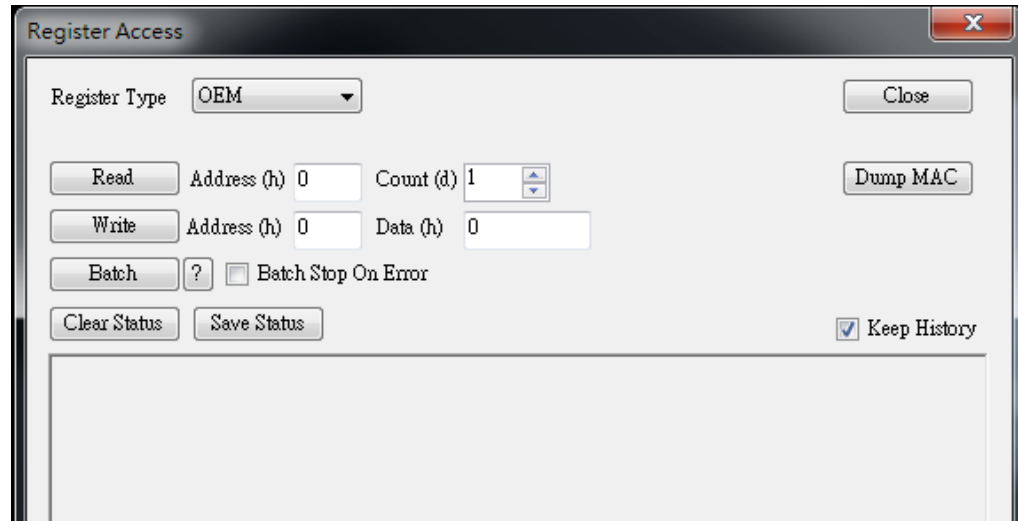 Register Access
Register Type OEM Close
Read Address (h) 0 Count (d) 1 Dump MAC
Write Address (h) 0 Data (h) 0
Batch ? Batch Stop On Error
Clear Status Save Status Keep History